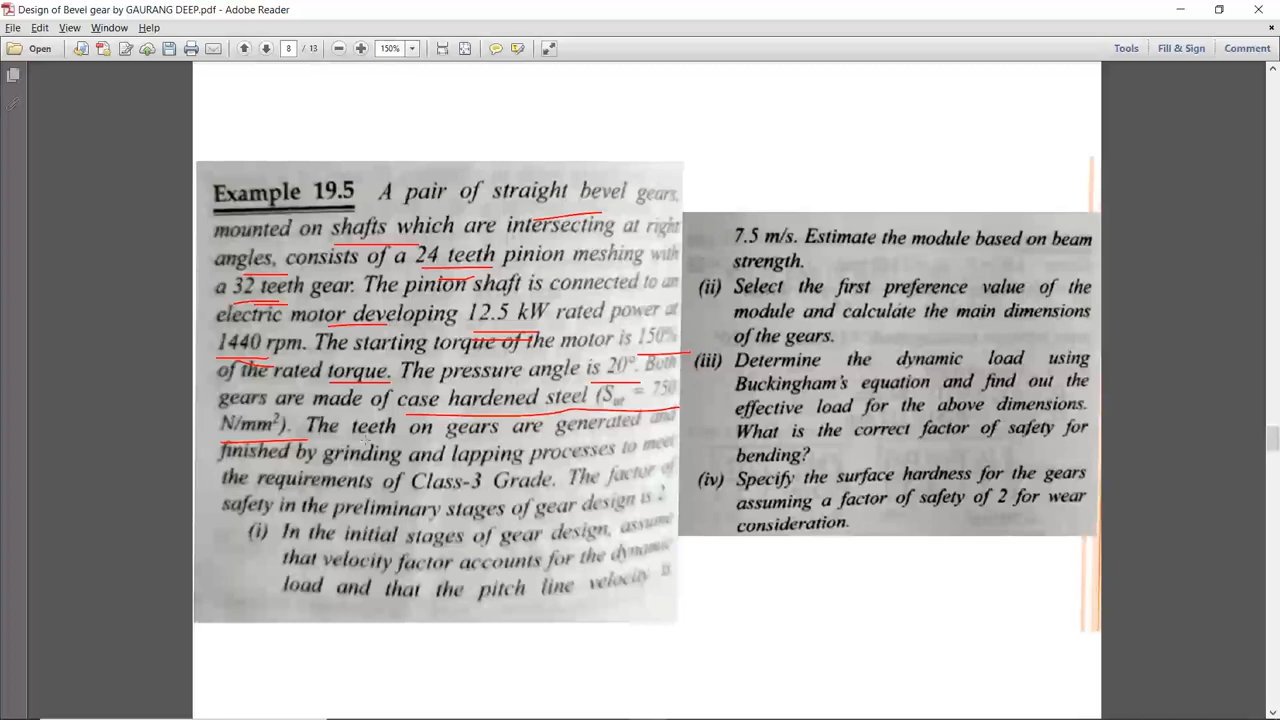 Design of Bevel gear by GAURANG DEEP.pdf - Adobe Reader
File Edit View Window Help
Open 8 / 13 150% Tools Fill & Sign Comment
Example 19.5 A pair of straight bevel gears,
mounted on shafts which are intersecting at right
angles, consists of a 24 teeth pinion meshing with
a 32 teeth gear. The pinion shaft is connected to an
electric motor developing 12.5 kW rated power at
1440 rpm. The starting torque of the motor is 150%
of the rated torque. The pressure angle is 20°. Both
gears are made of case hardened steel (Sut = 750
N/mm²). The teeth on gears are generated and
finished by grinding and lapping processes to meet
the requirements of Class-3 Grade. The factor of
safety in the preliminary stages of gear design is 2.
(i) In the initial stages of gear design, assume
that velocity factor accounts for the dynamic
load and that the pitch line velocity is
7.5 m/s. Estimate the module based on beam
strength.
(ii) Select the first preference value of the
module and calculate the main dimensions
of the gears.
(iii) Determine the dynamic load using
Buckingham's equation and find out the
effective load for the above dimensions.
What is the correct factor of safety for
bending?
(iv) Specify the surface hardness for the gears
assuming a factor of safety of 2 for wear
consideration.